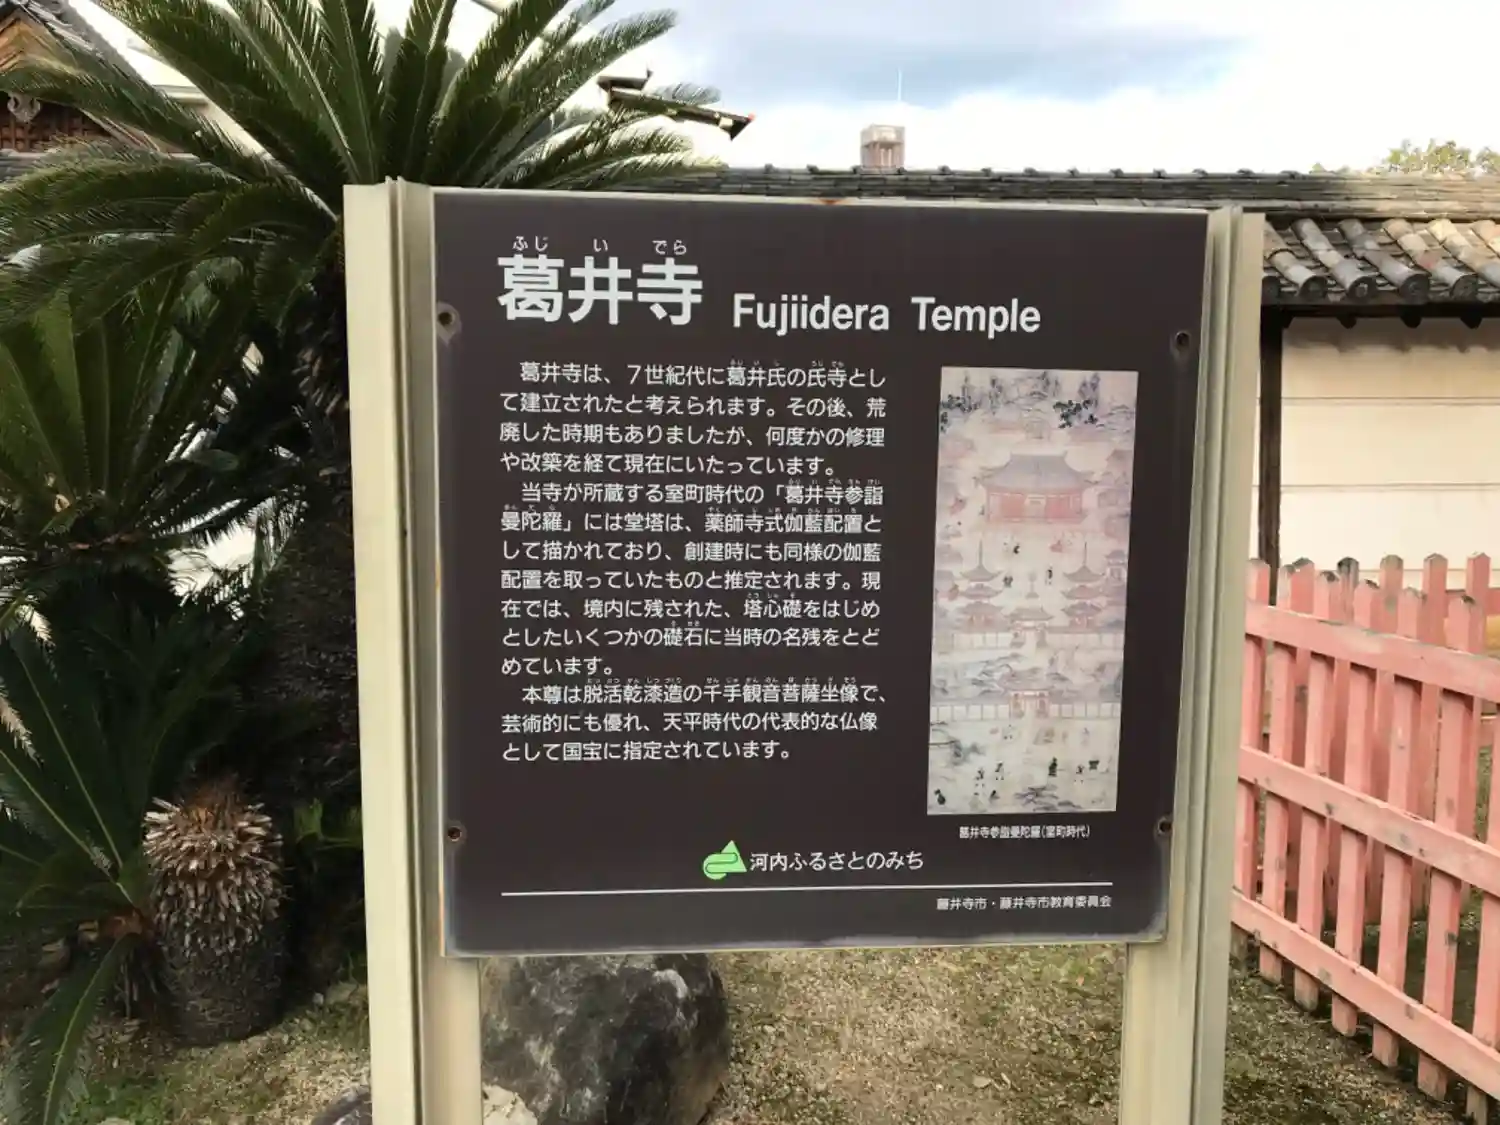 ふじ い でら
葛井寺 Fujiidera Temple
葛井寺は、7世紀代に葛井氏の氏寺とし
て建立されたと考えられます。その後、荒
廃した時期もありましたが、何度かの修理
や改築を経て現在にいたっています。
当寺が所蔵する室町時代の「葛井寺参詣
曼陀羅」には堂塔は、薬師寺式伽藍配置と
して描かれており、創建時にも同様の伽藍
配置を取っていたものと推定されます。現
在では、境内に残された、塔心礎をはじめ
としたいくつかの礎石に当時の名残をとど
めています。
本尊は脱活乾漆造の千手観音菩薩坐像で、
芸術的にも優れ、天平時代の代表的な仏像
として国宝に指定されています。
葛井寺参詣曼陀羅(室町時代)
河内ふるさとのみち
藤井寺市・藤井寺市教育委員会